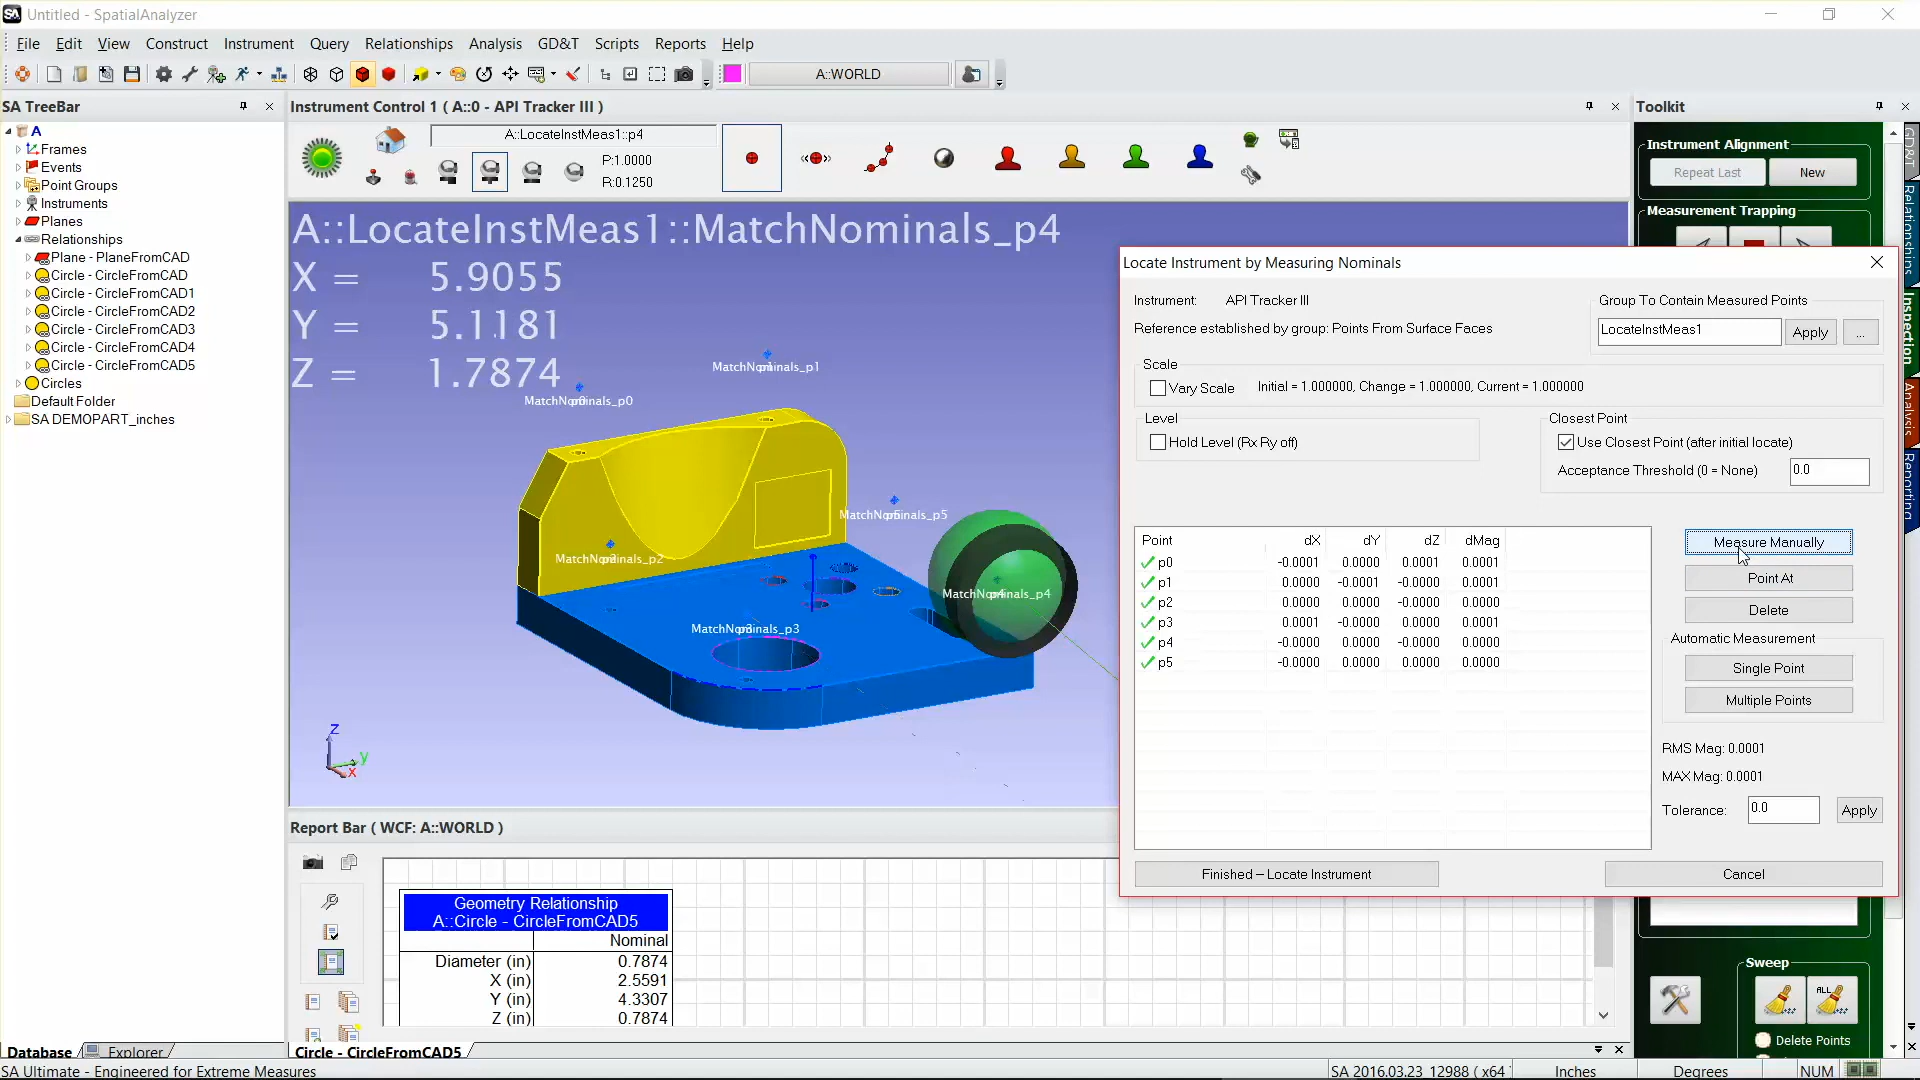 Untitled - SpatialAnalyzer
File Edit View Construct Instrument Query Relationships Analysis GD&T Scripts Reports Help
A::WORLD
SA TreeBar
A
Frames
Events
Point Groups
Instruments
Planes
Relationships
Plane - PlaneFromCAD
Circle - CircleFromCAD
Circle - CircleFromCAD1
Circle - CircleFromCAD2
Circle - CircleFromCAD3
Circle - CircleFromCAD4
Circle - CircleFromCAD5
Circles
Default Folder
SA DEMOPART_inches
Database Explorer
Instrument Control 1 ( A::0 - API Tracker III )
A::LocateInstMeas1::p4
P:1.0000
R:0.1250
A::LocateInstMeas1::MatchNominals_p4
X = 5.9055
Y = 5.1181
Z = 1.7874
MatchNominals_p1
MatchNominals_p0
MatchNominals_p5
MatchNominals_p2
MatchNominals_p4
MatchNominals_p3
z
y
x
Report Bar ( WCF: A::WORLD )
Geometry Relationship
A::Circle - CircleFromCAD5
Nominal
Diameter (in) 0.7874
X (in) 2.5591
Y (in) 4.3307
Z (in) 0.7874
Circle - CircleFromCAD5
Toolkit
Instrument Alignment
Repeat Last New
Measurement Trapping
Locate Instrument by Measuring Nominals
Instrument: API Tracker III
Reference established by group: Points From Surface Faces
Group To Contain Measured Points
LocateInstMeas1 Apply ...
Scale
Vary Scale Initial = 1.000000, Change = 1.000000, Current = 1.000000
Level
Hold Level (Rx Ry off)
Closest Point
Use Closest Point (after initial locate)
Acceptance Threshold (0 = None) 0.0
Point dX dY dZ dMag
p0 -0.0001 0.0000 0.0001 0.0001
p1 0.0000 -0.0001 -0.0000 0.0001
p2 0.0000 0.0000 -0.0000 0.0000
p3 0.0001 -0.0000 0.0000 0.0001
p4 -0.0000 0.0000 -0.0000 0.0000
p5 -0.0000 0.0000 0.0000 0.0000
Measure Manually
Point At
Delete
Automatic Measurement
Single Point
Multiple Points
RMS Mag: 0.0001
MAX Mag: 0.0001
Tolerance: 0.0 Apply
Finished – Locate Instrument
Cancel
Sweep
ALL
Delete Points
GD&T
Relationships
Inspection
Analysis
Reporting
SA Ultimate - Engineered for Extreme Measures
SA 2016.03.23_12988 ( x64
Inches
Degrees
NUM